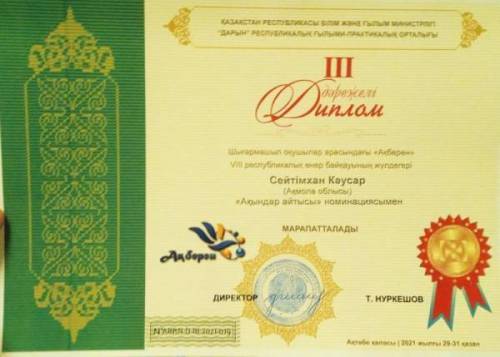 ҚАЗАҚСТАН РЕСПУБЛИКАСЫ БІЛІМ ЖӘНЕ ҒЫЛЫМ МИНИСТРЛІГІ
"ДАРЫН" РЕСПУБЛИКАЛЫҚ ҒЫЛЫМИ-ПРАКТИКАЛЫҚ ОРТАЛЫҒЫ
III
дәрежелі
Диплом
Шығармашыл оқушылар арасындағы «Ақберен»
VIII республикалық өнер байқауының жүлдегері
Сейтімхан Каусар
(Ақмола облысы)
«Ақындар айтысы» номинациясымен
МАРАПАТТАЛАДЫ
Ақберен
ДИРЕКТОР
Т. НУРКЕШОВ
Ақтөбе қаласы | 2021 жылғы 29-31 қазан